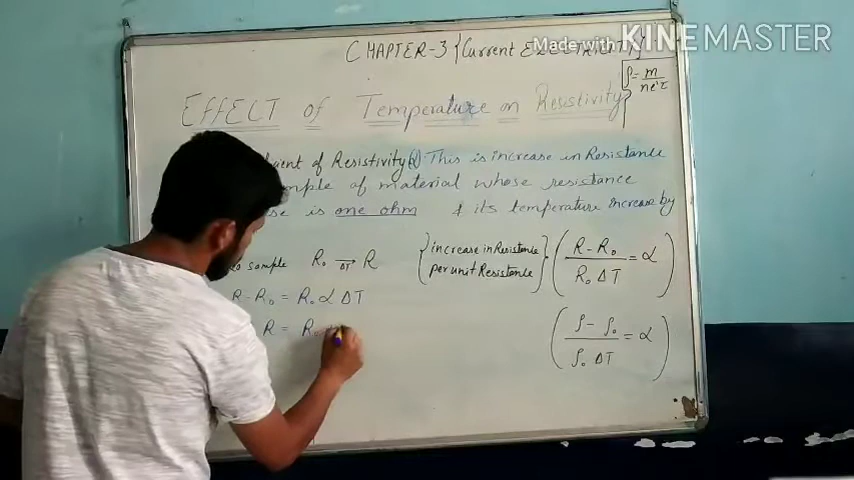 Made with KINEMASTER
CHAPTER-3 {Current ELECTRICITY}
ρ = m / ne²τ
EFFECT of Temperature on Resistivity
of Resistivity(α) This is increase in Resistance
of material whose resistance
is one ohm & its temperature increase by
sample R₀ →ΔT R {increase in Resistance per unit Resistance} (R - R₀ / R₀ ΔT = α)
R - R₀ = R₀ α ΔT
R = R₀
(ρ - ρ₀ / ρ₀ ΔT = α)